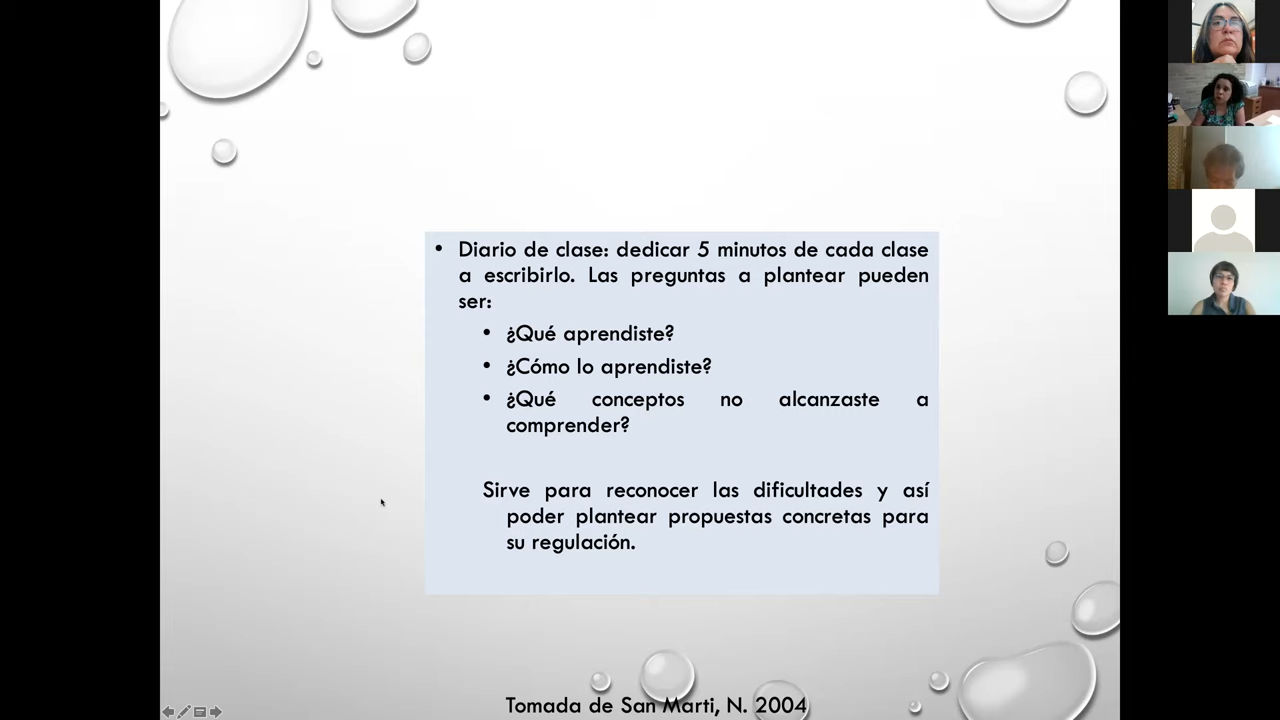 • Diario de clase: dedicar 5 minutos de cada clase
a escribirlo. Las preguntas a plantear pueden
ser:
• ¿Qué aprendiste?
• ¿Cómo lo aprendiste?
• ¿Qué conceptos no alcanzaste a
comprender?
Sirve para reconocer las dificultades y así
poder plantear propuestas concretas para
su regulación.
Tomada de San Marti, N. 2004